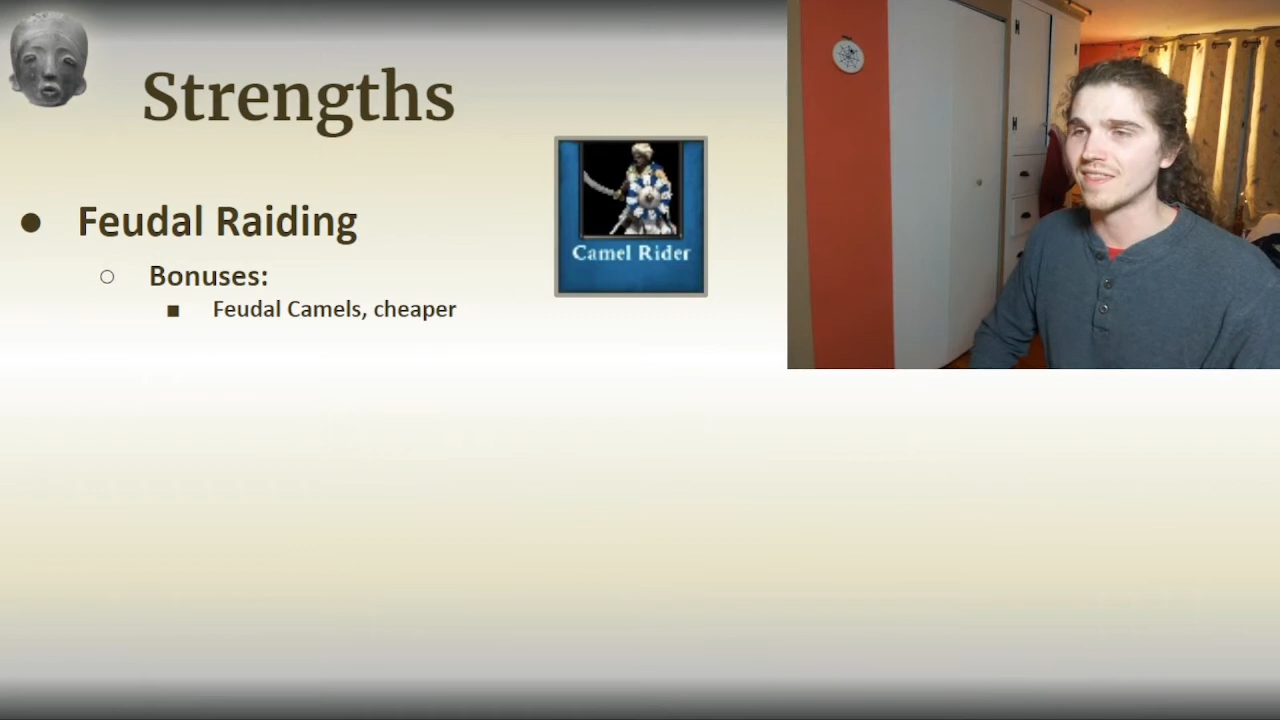 Strengths
Feudal Raiding
Camel Rider
Bonuses:
Feudal Camels, cheaper